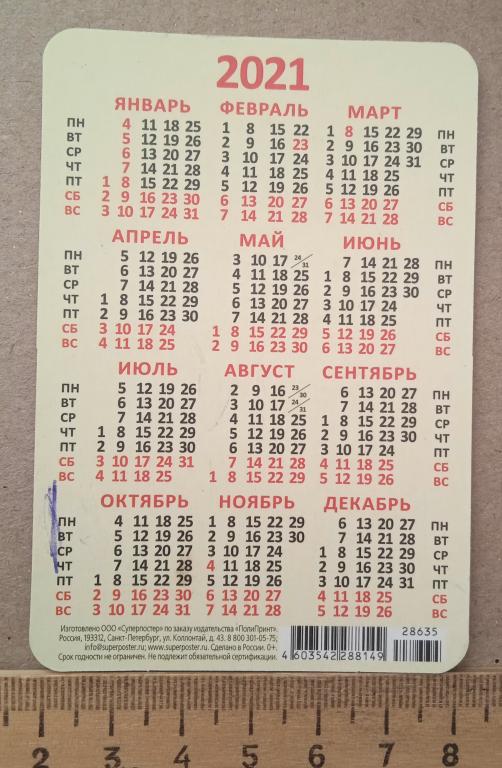 2021
ЯНВАРЬ ФЕВРАЛЬ МАРТ
ПН 4 11 18 25 1 8 15 22 1 8 15 22 29 ПН
ВТ 5 12 19 26 2 9 16 23 2 9 16 23 30 ВТ
СР 6 13 20 27 3 10 17 24 3 10 17 24 31 СР
ЧТ 7 14 21 28 4 11 18 25 4 11 18 25 ЧТ
ПТ 1 8 15 22 29 5 12 19 26 5 12 19 26 ПТ
СБ 2 9 16 23 30 6 13 20 27 6 13 20 27 СБ
ВС 3 10 17 24 31 7 14 21 28 7 14 21 28 ВС
АПРЕЛЬ МАЙ ИЮНЬ
ПН 5 12 19 26 3 10 17 24/31 7 14 21 28 ПН
ВТ 6 13 20 27 4 11 18 25 1 8 15 22 29 ВТ
СР 7 14 21 28 5 12 19 26 2 9 16 23 30 СР
ЧТ 1 8 15 22 29 6 13 20 27 3 10 17 24 ЧТ
ПТ 2 9 16 23 30 7 14 21 28 4 11 18 25 ПТ
СБ 3 10 17 24 1 8 15 22 29 5 12 19 26 СБ
ВС 4 11 18 25 2 9 16 23 30 6 13 20 27 ВС
ИЮЛЬ АВГУСТ СЕНТЯБРЬ
ПН 5 12 19 26 2 9 16 23/30 6 13 20 27 ПН
ВТ 6 13 20 27 3 10 17 24/31 7 14 21 28 ВТ
СР 7 14 21 28 4 11 18 25 1 8 15 22 29 СР
ЧТ 1 8 15 22 29 5 12 19 26 2 9 16 23 30 ЧТ
ПТ 2 9 16 23 30 6 13 20 27 3 10 17 24 ПТ
СБ 3 10 17 24 31 7 14 21 28 4 11 18 25 СБ
ВС 4 11 18 25 1 8 15 22 29 5 12 19 26 ВС
ОКТЯБРЬ НОЯБРЬ ДЕКАБРЬ
ПН 4 11 18 25 1 8 15 22 29 6 13 20 27 ПН
ВТ 5 12 19 26 2 9 16 23 30 7 14 21 28 ВТ
СР 6 13 20 27 3 10 17 24 1 8 15 22 29 СР
ЧТ 7 14 21 28 4 11 18 25 2 9 16 23 30 ЧТ
ПТ 1 8 15 22 29 5 12 19 26 3 10 17 24 31 ПТ
СБ 2 9 16 23 30 6 13 20 27 4 11 18 25 СБ
ВС 3 10 17 24 31 7 14 21 28 5 12 19 26 ВС
Изготовлено ООО «Суперпостер» по заказу издательства «ПолиПринт».
Россия, 193312, Санкт-Петербург, ул. Коллонтай, д. 43. 8 800 301-05-75;
info@superposter.ru; www.superposter.ru. Сделано в России. 0+.
Срок годности не ограничен. Не подлежит обязательной сертификации.
4 603542 288149
28635
2 3 4 5 6 7 8